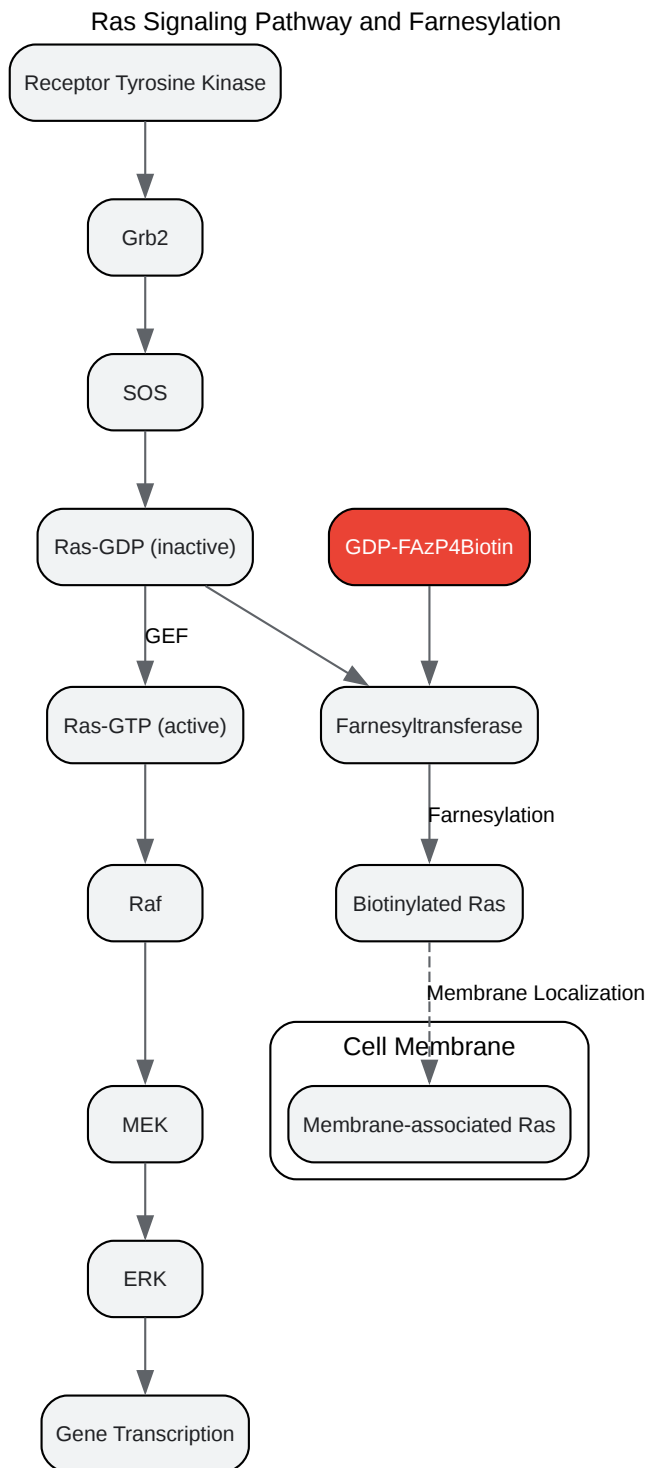 Ras Signaling Pathway and Farnesylation
Receptor Tyrosine Kinase
Grb2
SOS
Ras-GDP (inactive)
GDP-FAzP4Biotin
GEF
Ras-GTP (active)
Farnesyltransferase
Farnesylation
Raf
Biotinylated Ras
Membrane Localization
Cell Membrane
MEK
Membrane-associated Ras
ERK
Gene Transcription